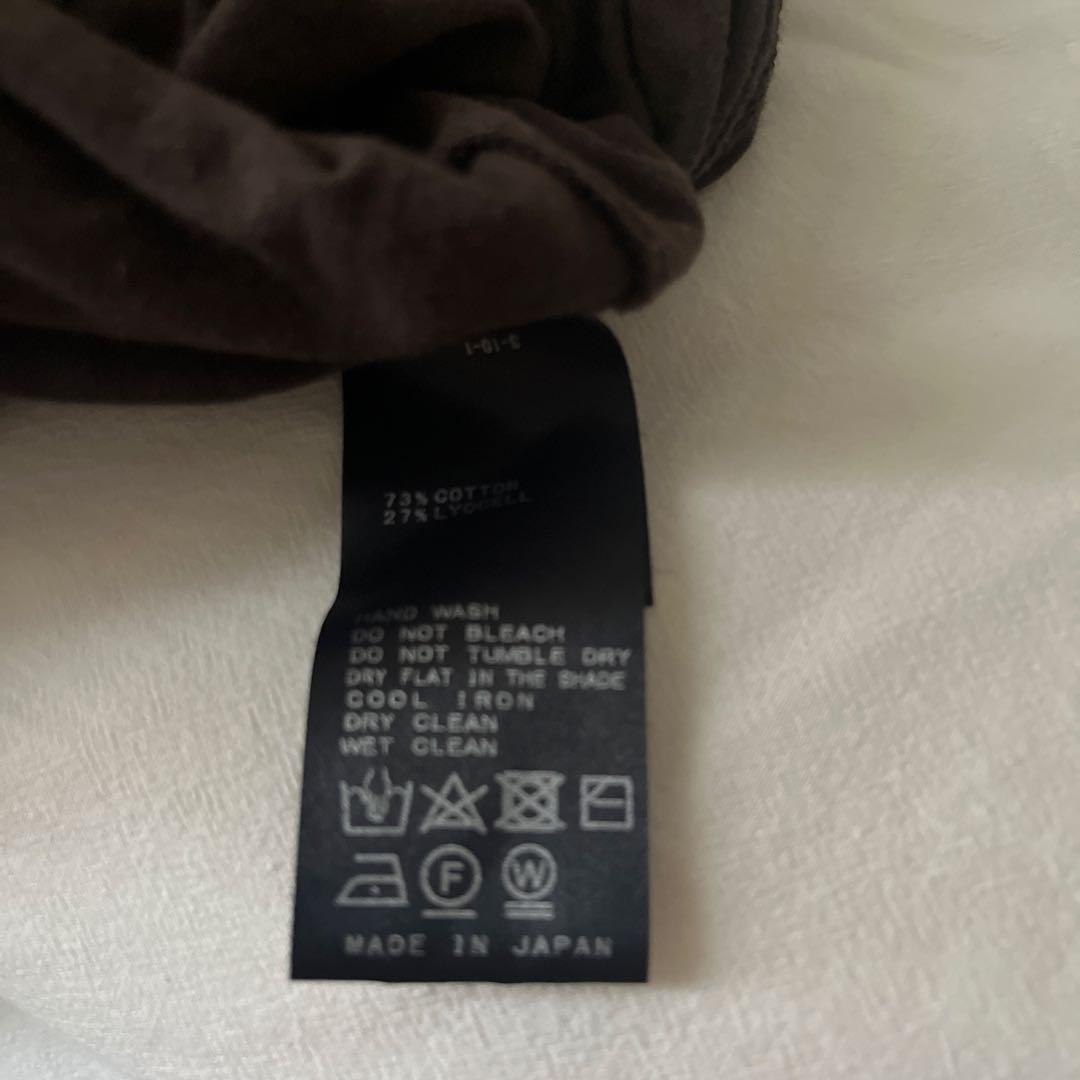 73% COTTON
27% LYOCELL
HAND WASH
DO NOT BLEACH
DO NOT TUMBLE DRY
DRY FLAT IN THE SHADE
COOL IRON
DRY CLEAN
WET CLEAN
F
W
MADE IN JAPAN